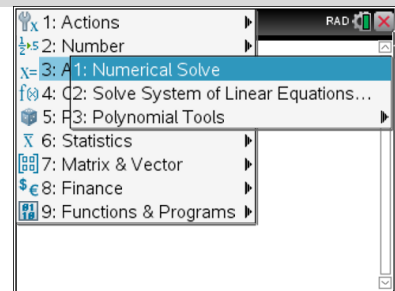 1: Actions
RAD
2: Number
3: A
1: Numerical Solve
4: C
2: Solve System of Linear Equations...
5: P
3: Polynomial Tools
6: Statistics
7: Matrix & Vector
8: Finance
9: Functions & Programs